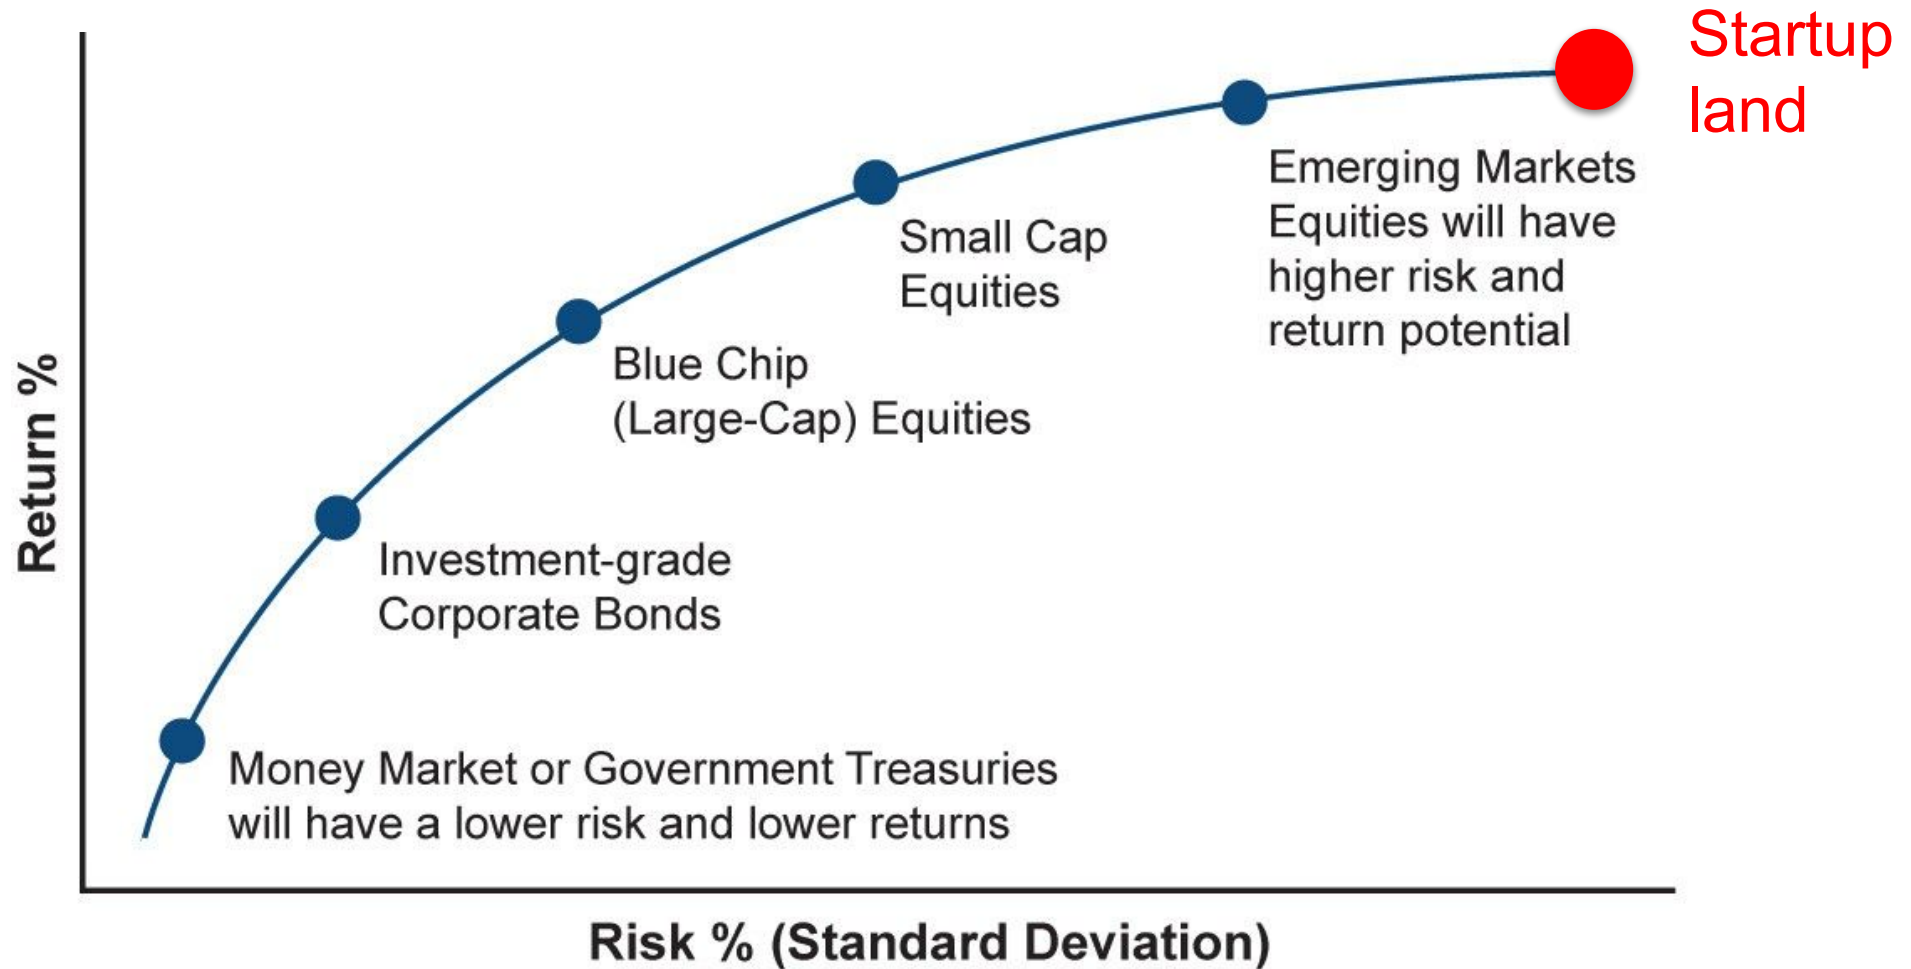 Startup
land
Emerging Markets
Equities will have
higher risk and
return potential
Small Cap
Equities
Blue Chip
(Large-Cap) Equities
Return %
Investment-grade
Corporate Bonds
Money Market or Government Treasuries
will have a lower risk and lower returns
Risk % (Standard Deviation)